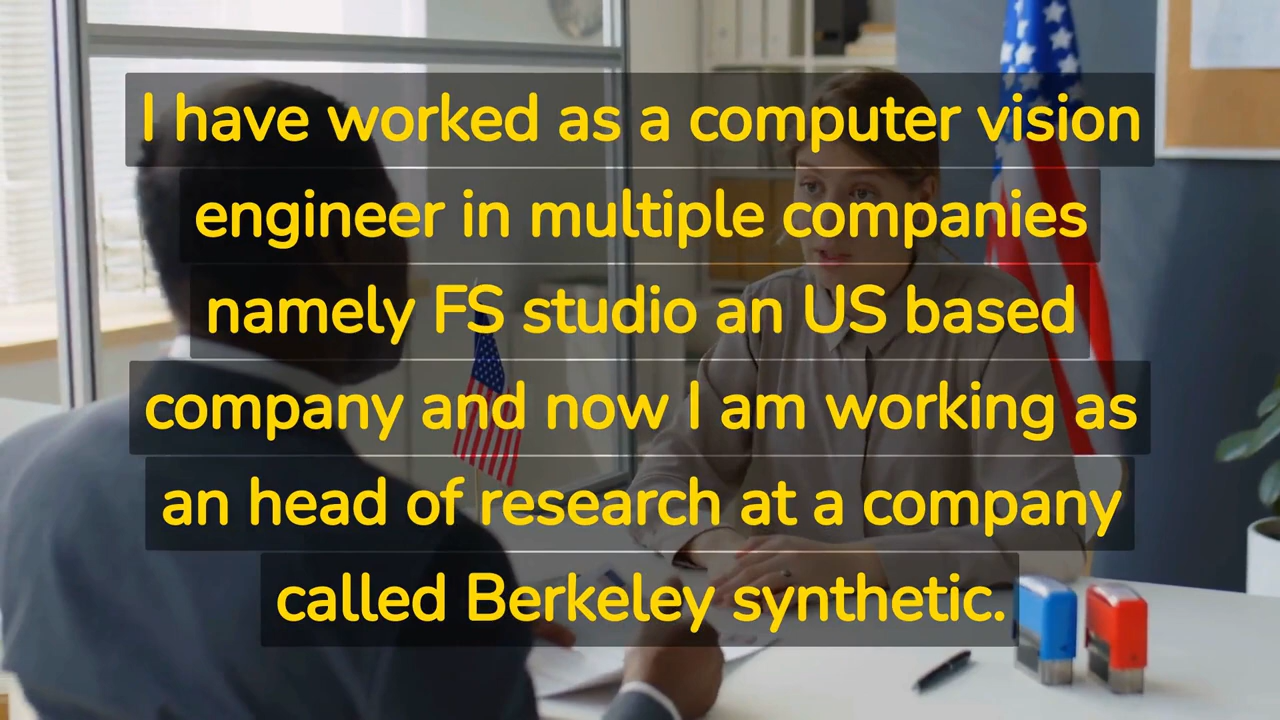 I have worked as a computer vision
engineer in multiple companies
namely FS studio an US based
company and now I am working as
an head of research at a company
called Berkeley synthetic.